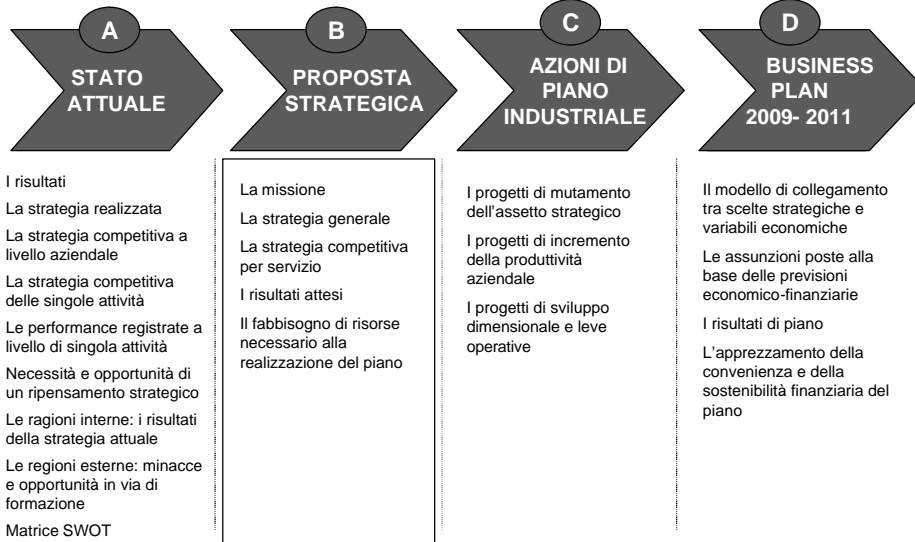 A
STATO
ATTUALE
I risultati
La strategia realizzata
La strategia competitiva a
livello aziendale
La strategia competitiva
delle singole attività
Le performance registrate a
livello di singola attività
Necessità e opportunità di
un ripensamento strategico
Le ragioni interne: i risultati
della strategia attuale
Le regioni esterne: minacce
e opportunità in via di
formazione
Matrice SWOT
B
PROPOSTA
STRATEGICA
La missione
La strategia generale
La strategia competitiva
per servizio
I risultati attesi
Il fabbisogno di risorse
necessario alla
realizzazione del piano
C
AZIONI DI
PIANO
INDUSTRIALE
I progetti di mutamento
dell'assetto strategico
I progetti di incremento
della produttività
aziendale
I progetti di sviluppo
dimensionale e leve
operative
D
BUSINESS
PLAN
2009- 2011
Il modello di collegamento
tra scelte strategiche e
variabili economiche
Le assunzioni poste alla
base delle previsioni
economico-finanziarie
I risultati di piano
L'apprezzamento della
convenienza e della
sostenibilità finanziaria del
piano